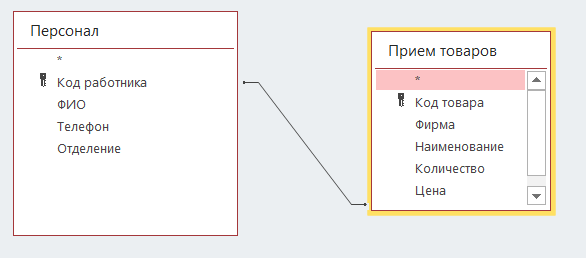 Персонал
*
Код работника
ФИО
Телефон
Отделение
Прием товаров
*
Код товара
Фирма
Наименование
Количество
Цена